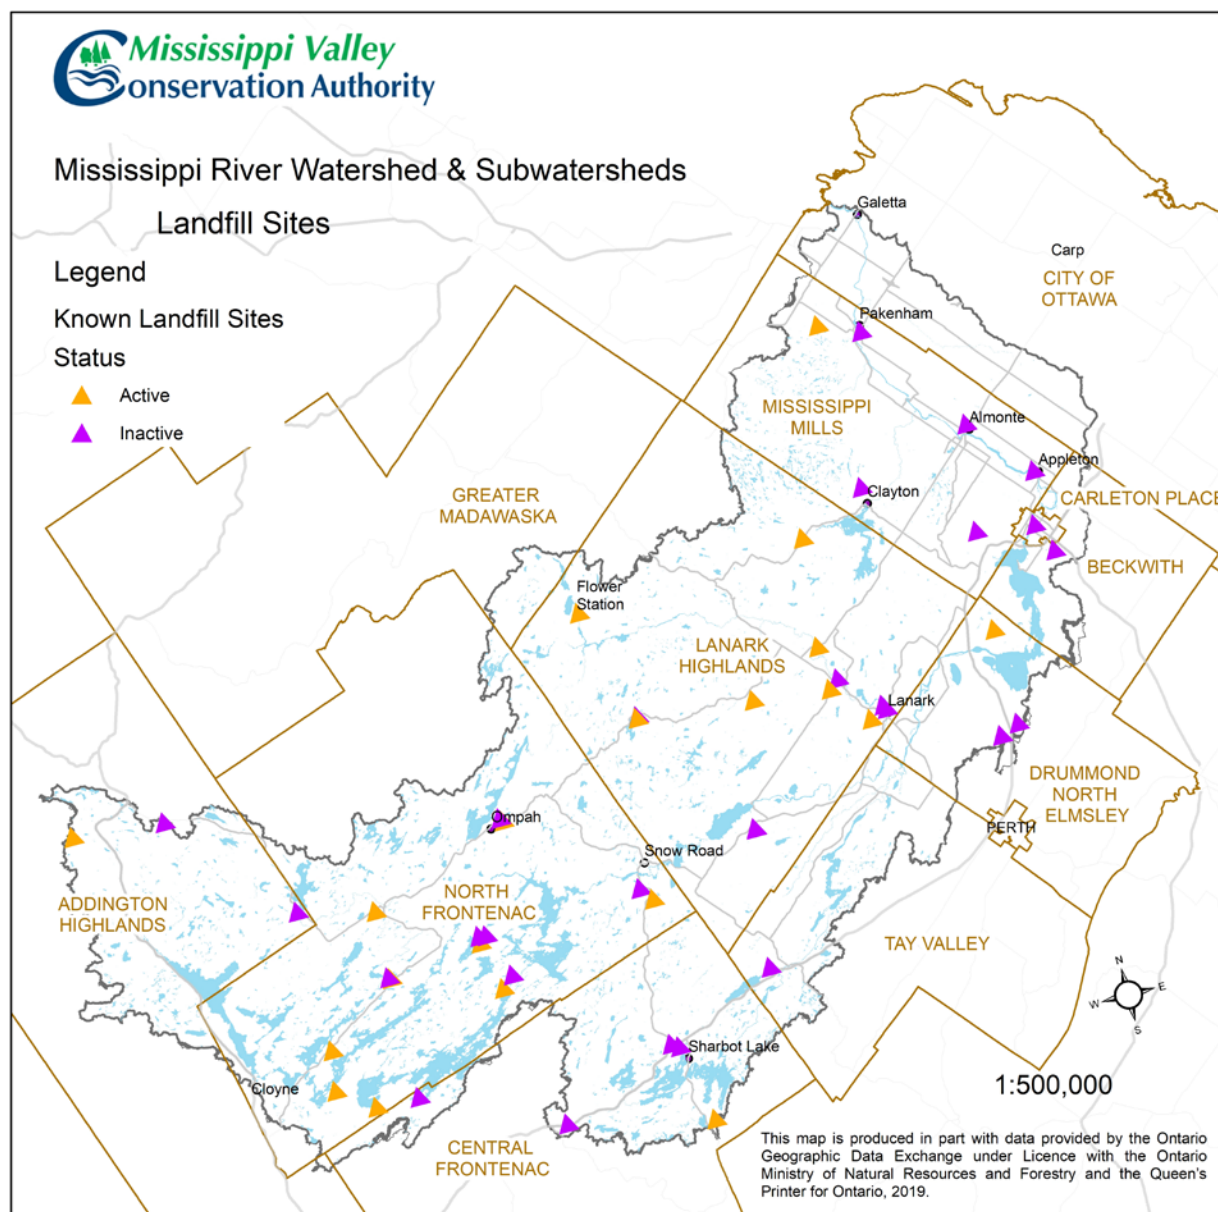 Mississippi Valley
Conservation Authority
Mississippi River Watershed & Subwatersheds
Landfill Sites
Legend
Known Landfill Sites
Status
Active
Inactive
Galetta
Carp
CITY OF
OTTAWA
Pakenham
MISSISSIPPI
MILLS
Almonte
Appleton
CARLETON PLACE
Clayton
GREATER
MADAWASKA
BECKWITH
Flower
Station
LANARK
HIGHLANDS
Lanark
DRUMMOND
NORTH
ELMSLEY
PERTH
Ompah
Snow Road
ADDINGTON
HIGHLANDS
NORTH
FRONTENAC
TAY VALLEY
N
W E
S
Sharbot Lake
Cloyne
1:500,000
CENTRAL
FRONTENAC
This map is produced in part with data provided by the Ontario
Geographic Data Exchange under Licence with the Ontario
Ministry of Natural Resources and Forestry and the Queen's
Printer for Ontario, 2019.